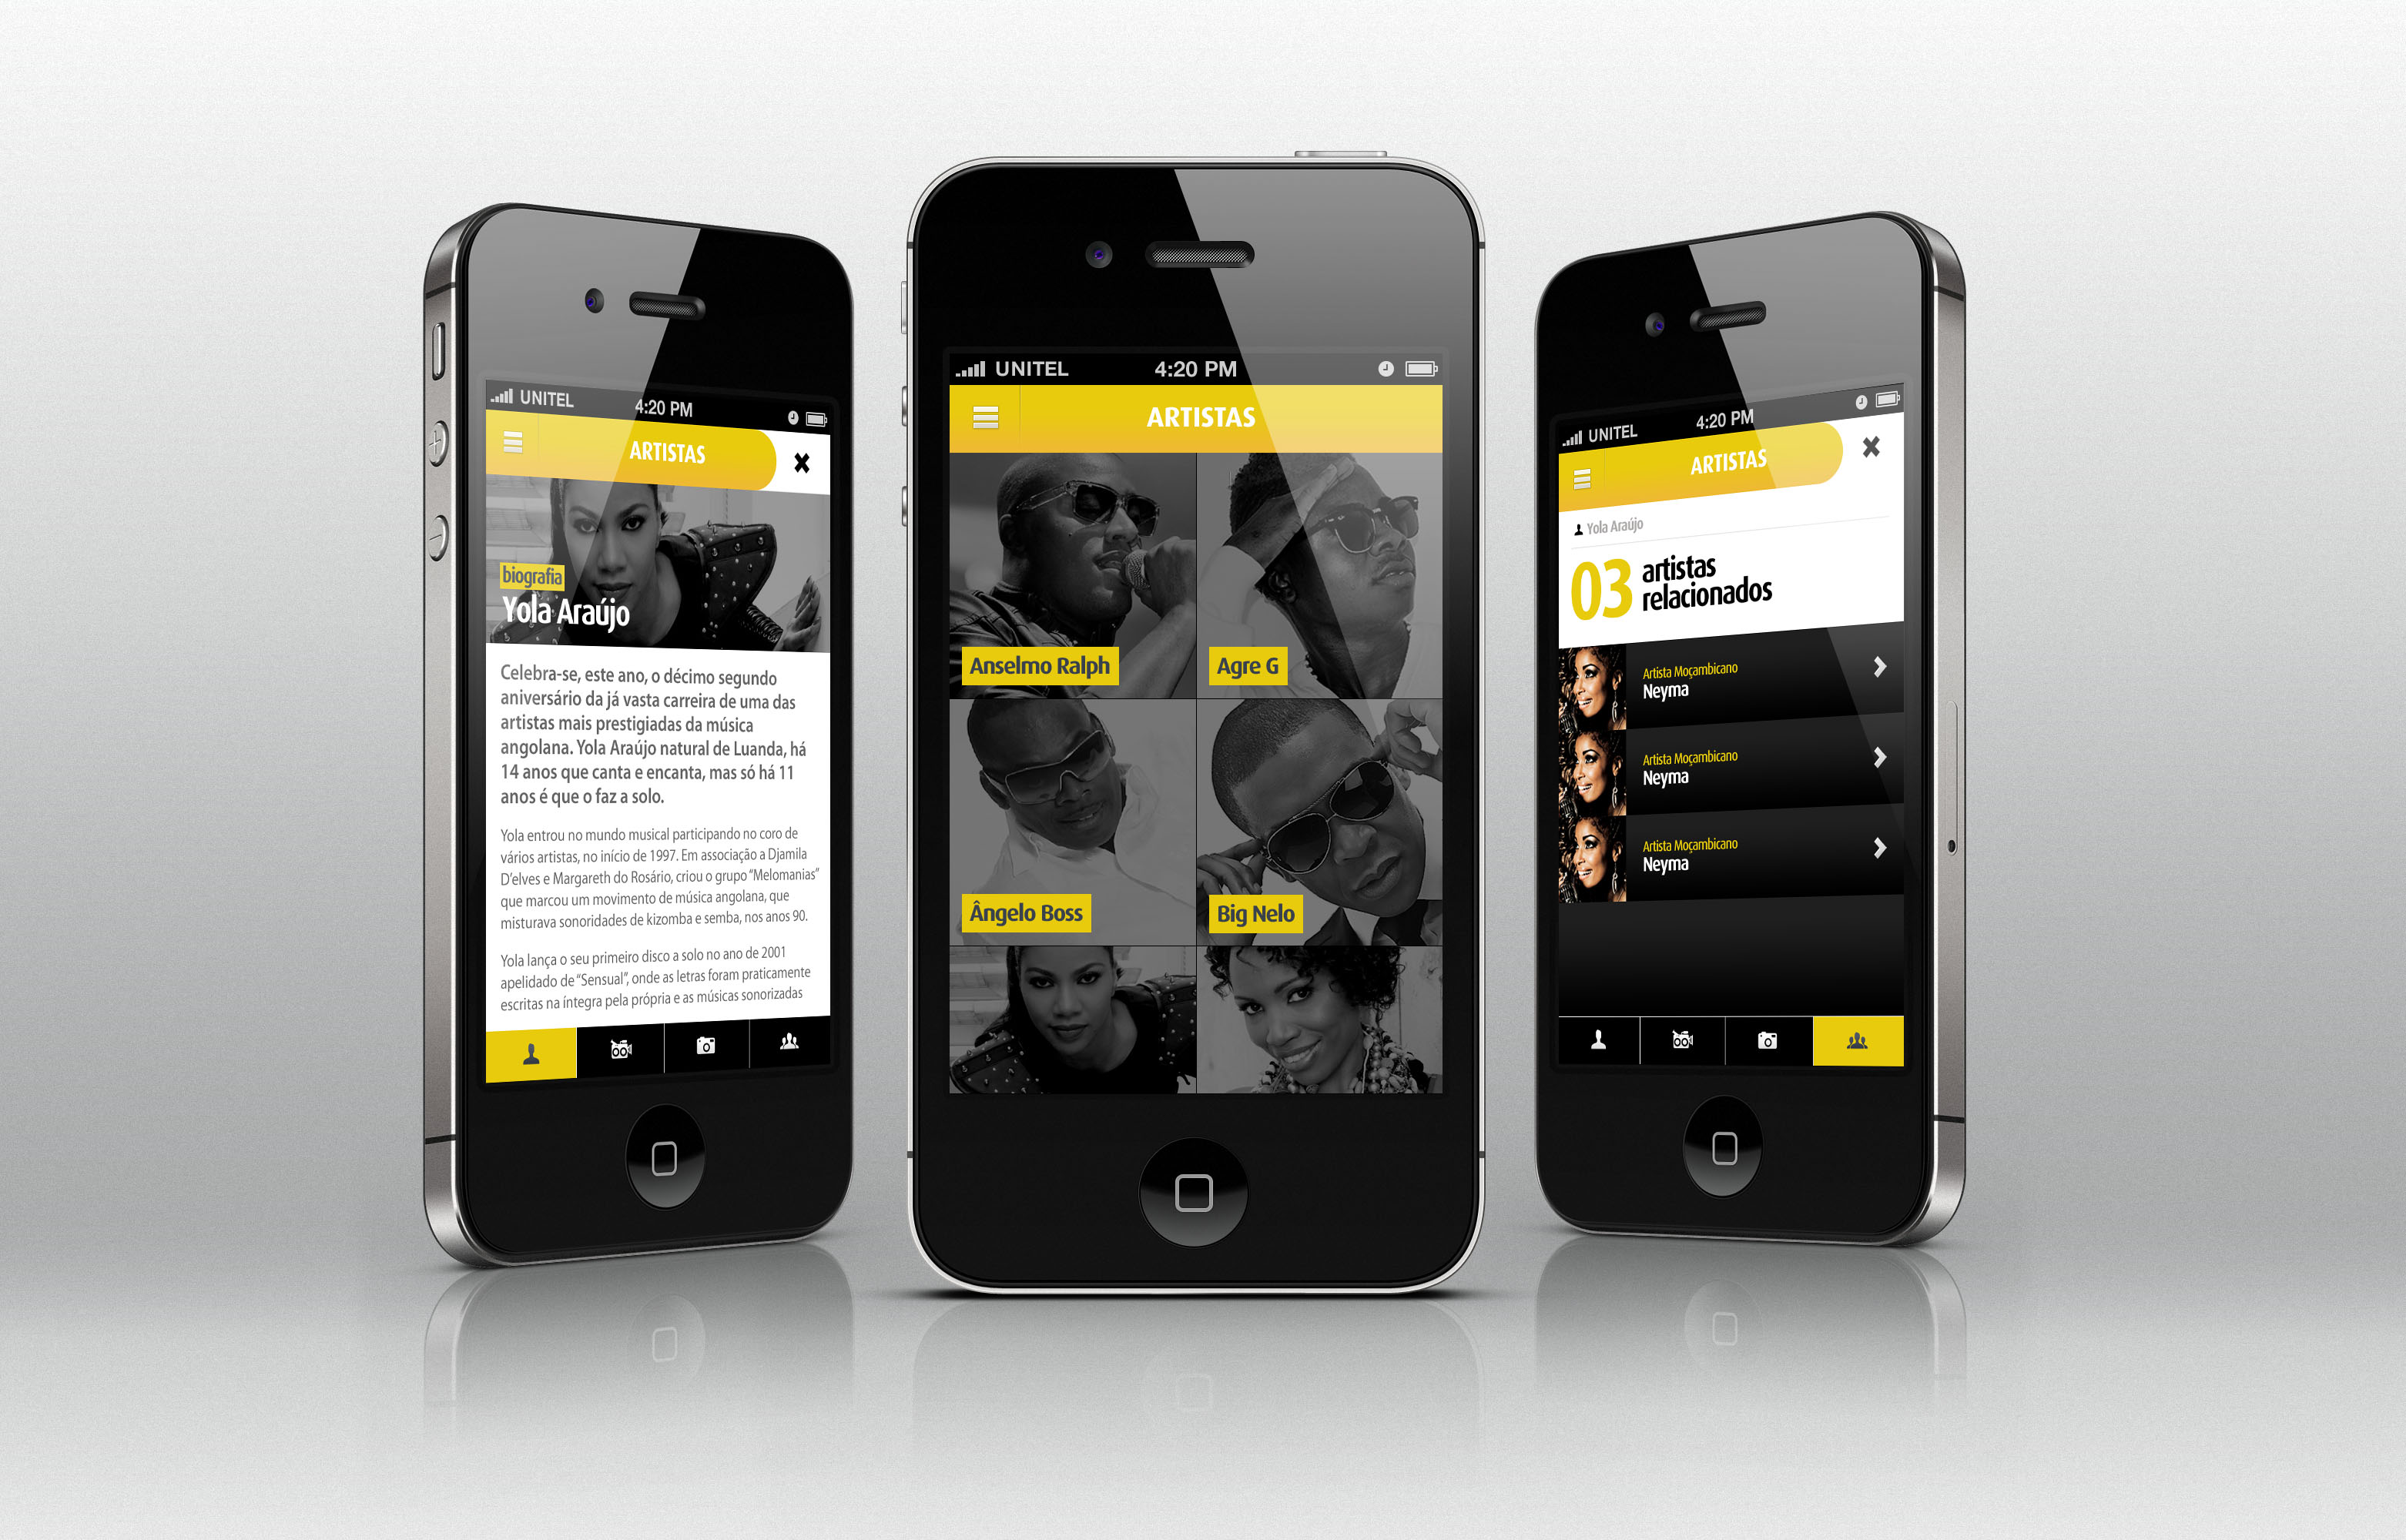 UNITEL 4:20 PM
ARTISTAS
biografia
Yola Araújo
Celebra-se, este ano, o décimo segundo
aniversário da já vasta carreira de uma das
artistas mais prestigiadas da música
angolana. Yola Araújo natural de Luanda, há
14 anos que canta e encanta, mas só há 11
anos é que o faz a solo.
Yola entrou no mundo musical participando no coro de
vários artistas, no início de 1997. Em associação a Djamila
D'elves e Margareth do Rosário, criou o grupo "Melomanias"
que marcou um movimento de música angolana, que
misturava sonoridades de kizomba e semba, nos anos 90.
Yola lança o seu primeiro disco a solo no ano de 2001
apelidado de "Sensual", onde as letras foram praticamente
escritas na íntegra pela própria e as músicas sonorizadas
UNITEL 4:20 PM
ARTISTAS
Anselmo Ralph
Agre G
Ângelo Boss
Big Nelo
UNITEL 4:20 PM
ARTISTAS
Yola Araújo
03 artistas
relacionados
Artista Moçambicano
Neyma
Artista Moçambicano
Neyma
Artista Moçambicano
Neyma